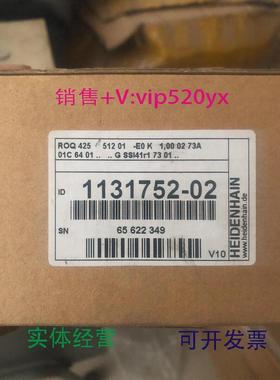 销售+V:vip520yx
ROQ 425 512 01 -E0 K 1,00 02 73A
01C 64 01 .. .. .. G SSI41r1 73 01 ..
ID 1131752-02
SN 65 622 349
V10
HEIDENHAIN
www.heidenhain.de
实体经营 可开发票